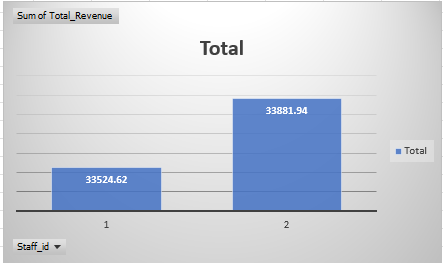 Sum of Total_Revenue
Total
33881.94
33524.62
Total
1 2
Staff_id